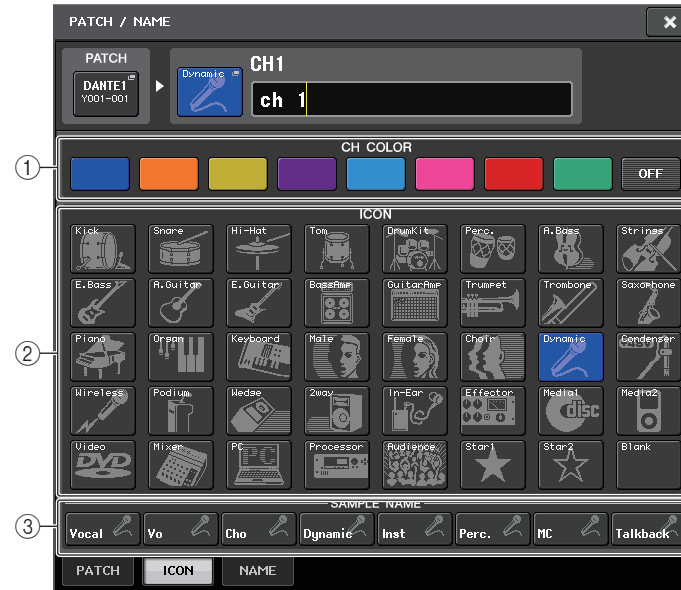 PATCH / NAME
PATCH
DANTE1
Y001-001
Dynamic
CH1
ch 1
1
CH COLOR
OFF
2
ICON
Kick Snare Hi-Hat Tom DrumKit Perc. A.Bass Strings
E.Bass A.Guitar E.Guitar BassAmp GuitarAmp Trumpet Trombone Saxophone
Piano Organ Keyboard Male Female Choir Dynamic Condenser
Wireless Podium Wedge 2way In-Ear Effector Media1 Media2
disc
Video Mixer PC Processor Audience Star1 Star2 Blank
DVD PC
3
SAMPLE NAME
Vocal Vo Cho Dynamic Inst Perc. MC Talkback
PATCH ICON NAME